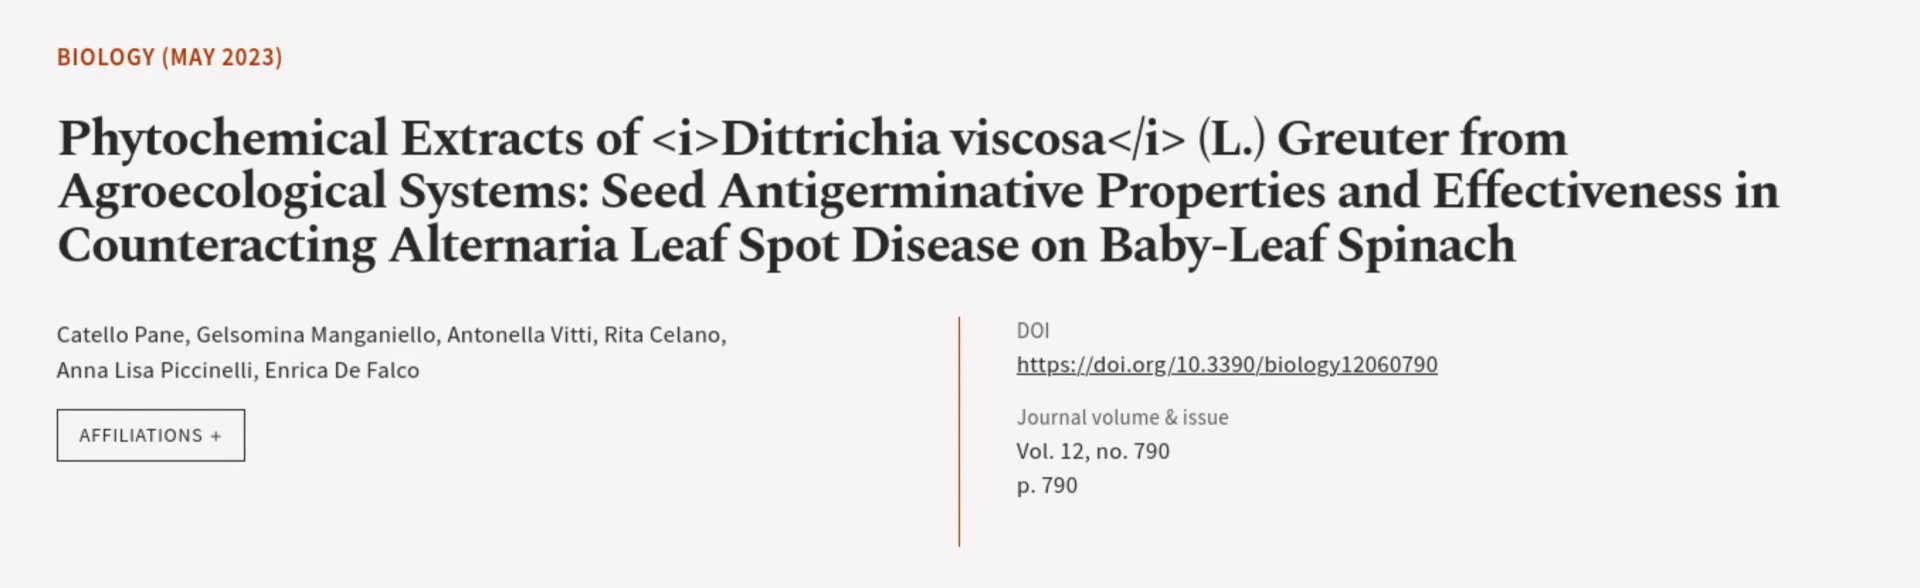 BIOLOGY (MAY 2023)
Phytochemical Extracts of <i>Dittrichia viscosa</i> (L.) Greuter from
Agroecological Systems: Seed Antigerminative Properties and Effectiveness in
Counteracting Alternaria Leaf Spot Disease on Baby-Leaf Spinach
Catello Pane, Gelsomina Manganiello, Antonella Vitti, Rita Celano,
Anna Lisa Piccinelli, Enrica De Falco
AFFILIATIONS +
DOI
https://doi.org/10.3390/biology12060790
Journal volume & issue
Vol. 12, no. 790
p. 790